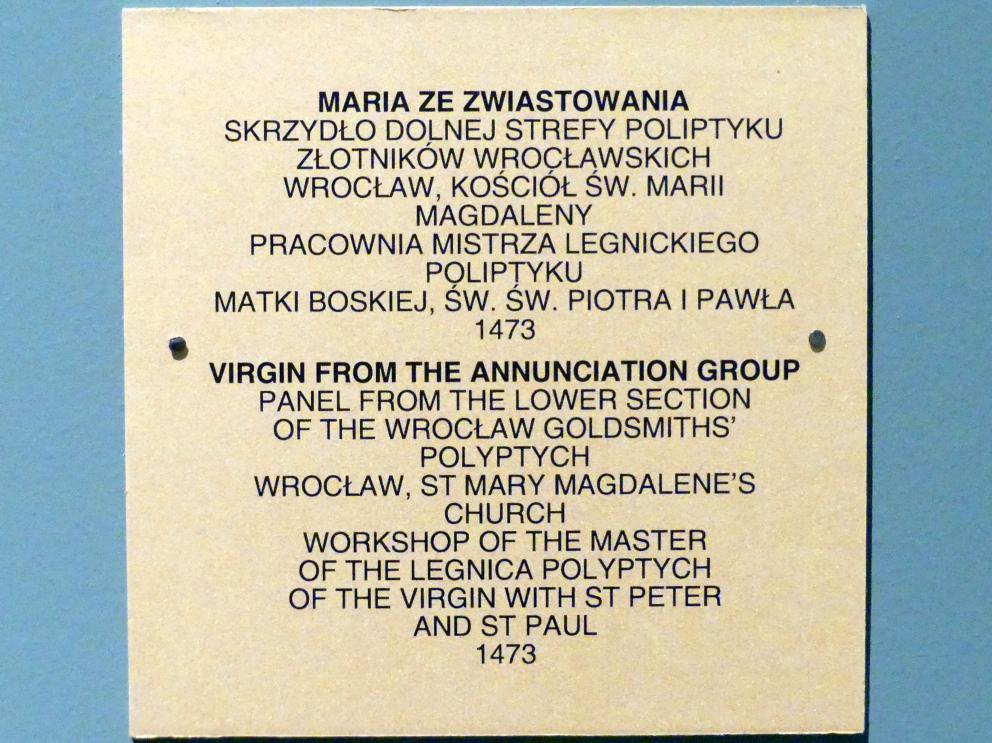 MARIA ZE ZWIASTOWANIA
SKRZYDŁO DOLNEJ STREFY POLIPTYKU
ZŁOTNIKÓW WROCŁAWSKICH
WROCŁAW, KOŚCIÓŁ ŚW. MARII
MAGDALENY
PRACOWNIA MISTRZA LEGNICKIEGO
POLIPTYKU
MATKI BOSKIEJ, ŚW. ŚW. PIOTRA I PAWŁA
1473
VIRGIN FROM THE ANNUNCIATION GROUP
PANEL FROM THE LOWER SECTION
OF THE WROCŁAW GOLDSMITHS'
POLYPTYCH
WROCŁAW, ST MARY MAGDALENE'S
CHURCH
WORKSHOP OF THE MASTER
OF THE LEGNICA POLYPTYCH
OF THE VIRGIN WITH ST PETER
AND ST PAUL
1473